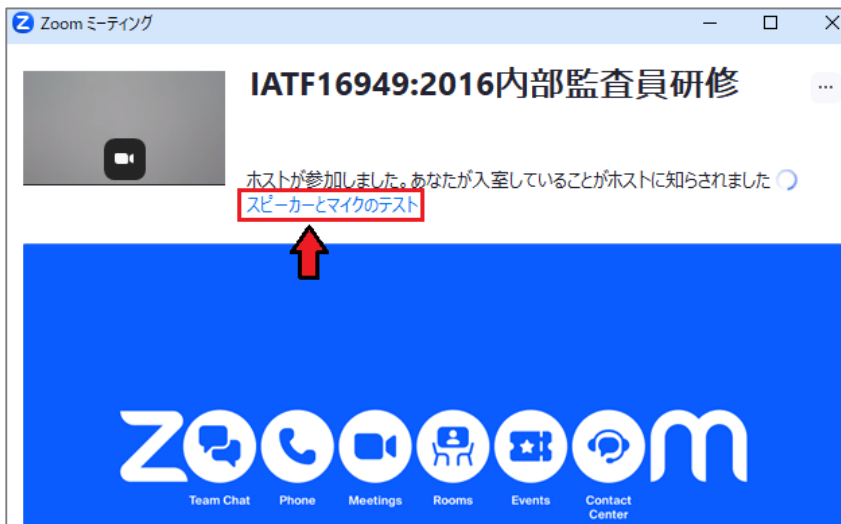 Zoom ミーティング
IATF16949:2016内部監査員研修
ホストが参加しました。あなたが入室していることがホストに知らされました
スピーカーとマイクのテスト
zoooom
Team Chat Phone Meetings Rooms Events Contact Center